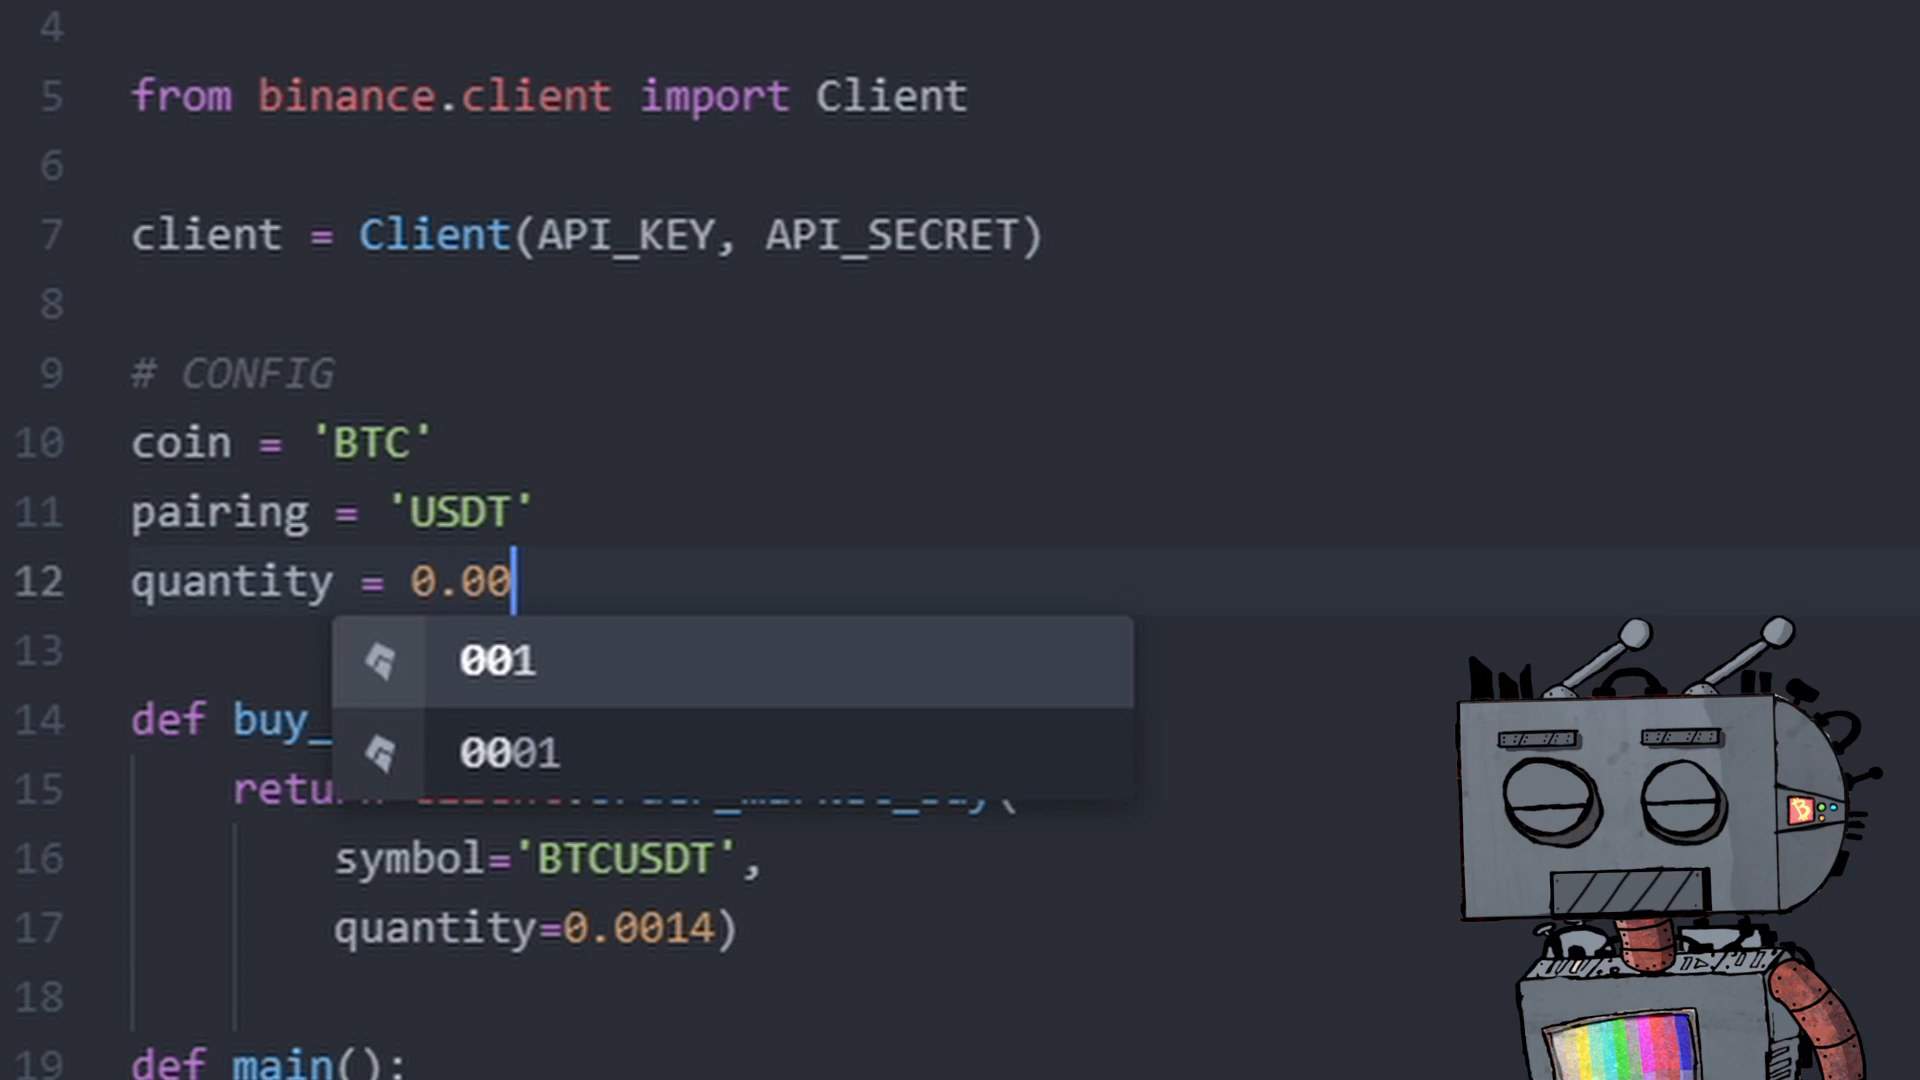 4
5 from binance.client import Client
6
7 client = Client(API_KEY, API_SECRET)
8
9 # CONFIG
10 coin = 'BTC'
11 pairing = 'USDT'
12 quantity = 0.00
001
13
14 def buy_
0001
15 retur
16 symbol='BTCUSDT',
17 quantity=0.0014)
18
19 def main():